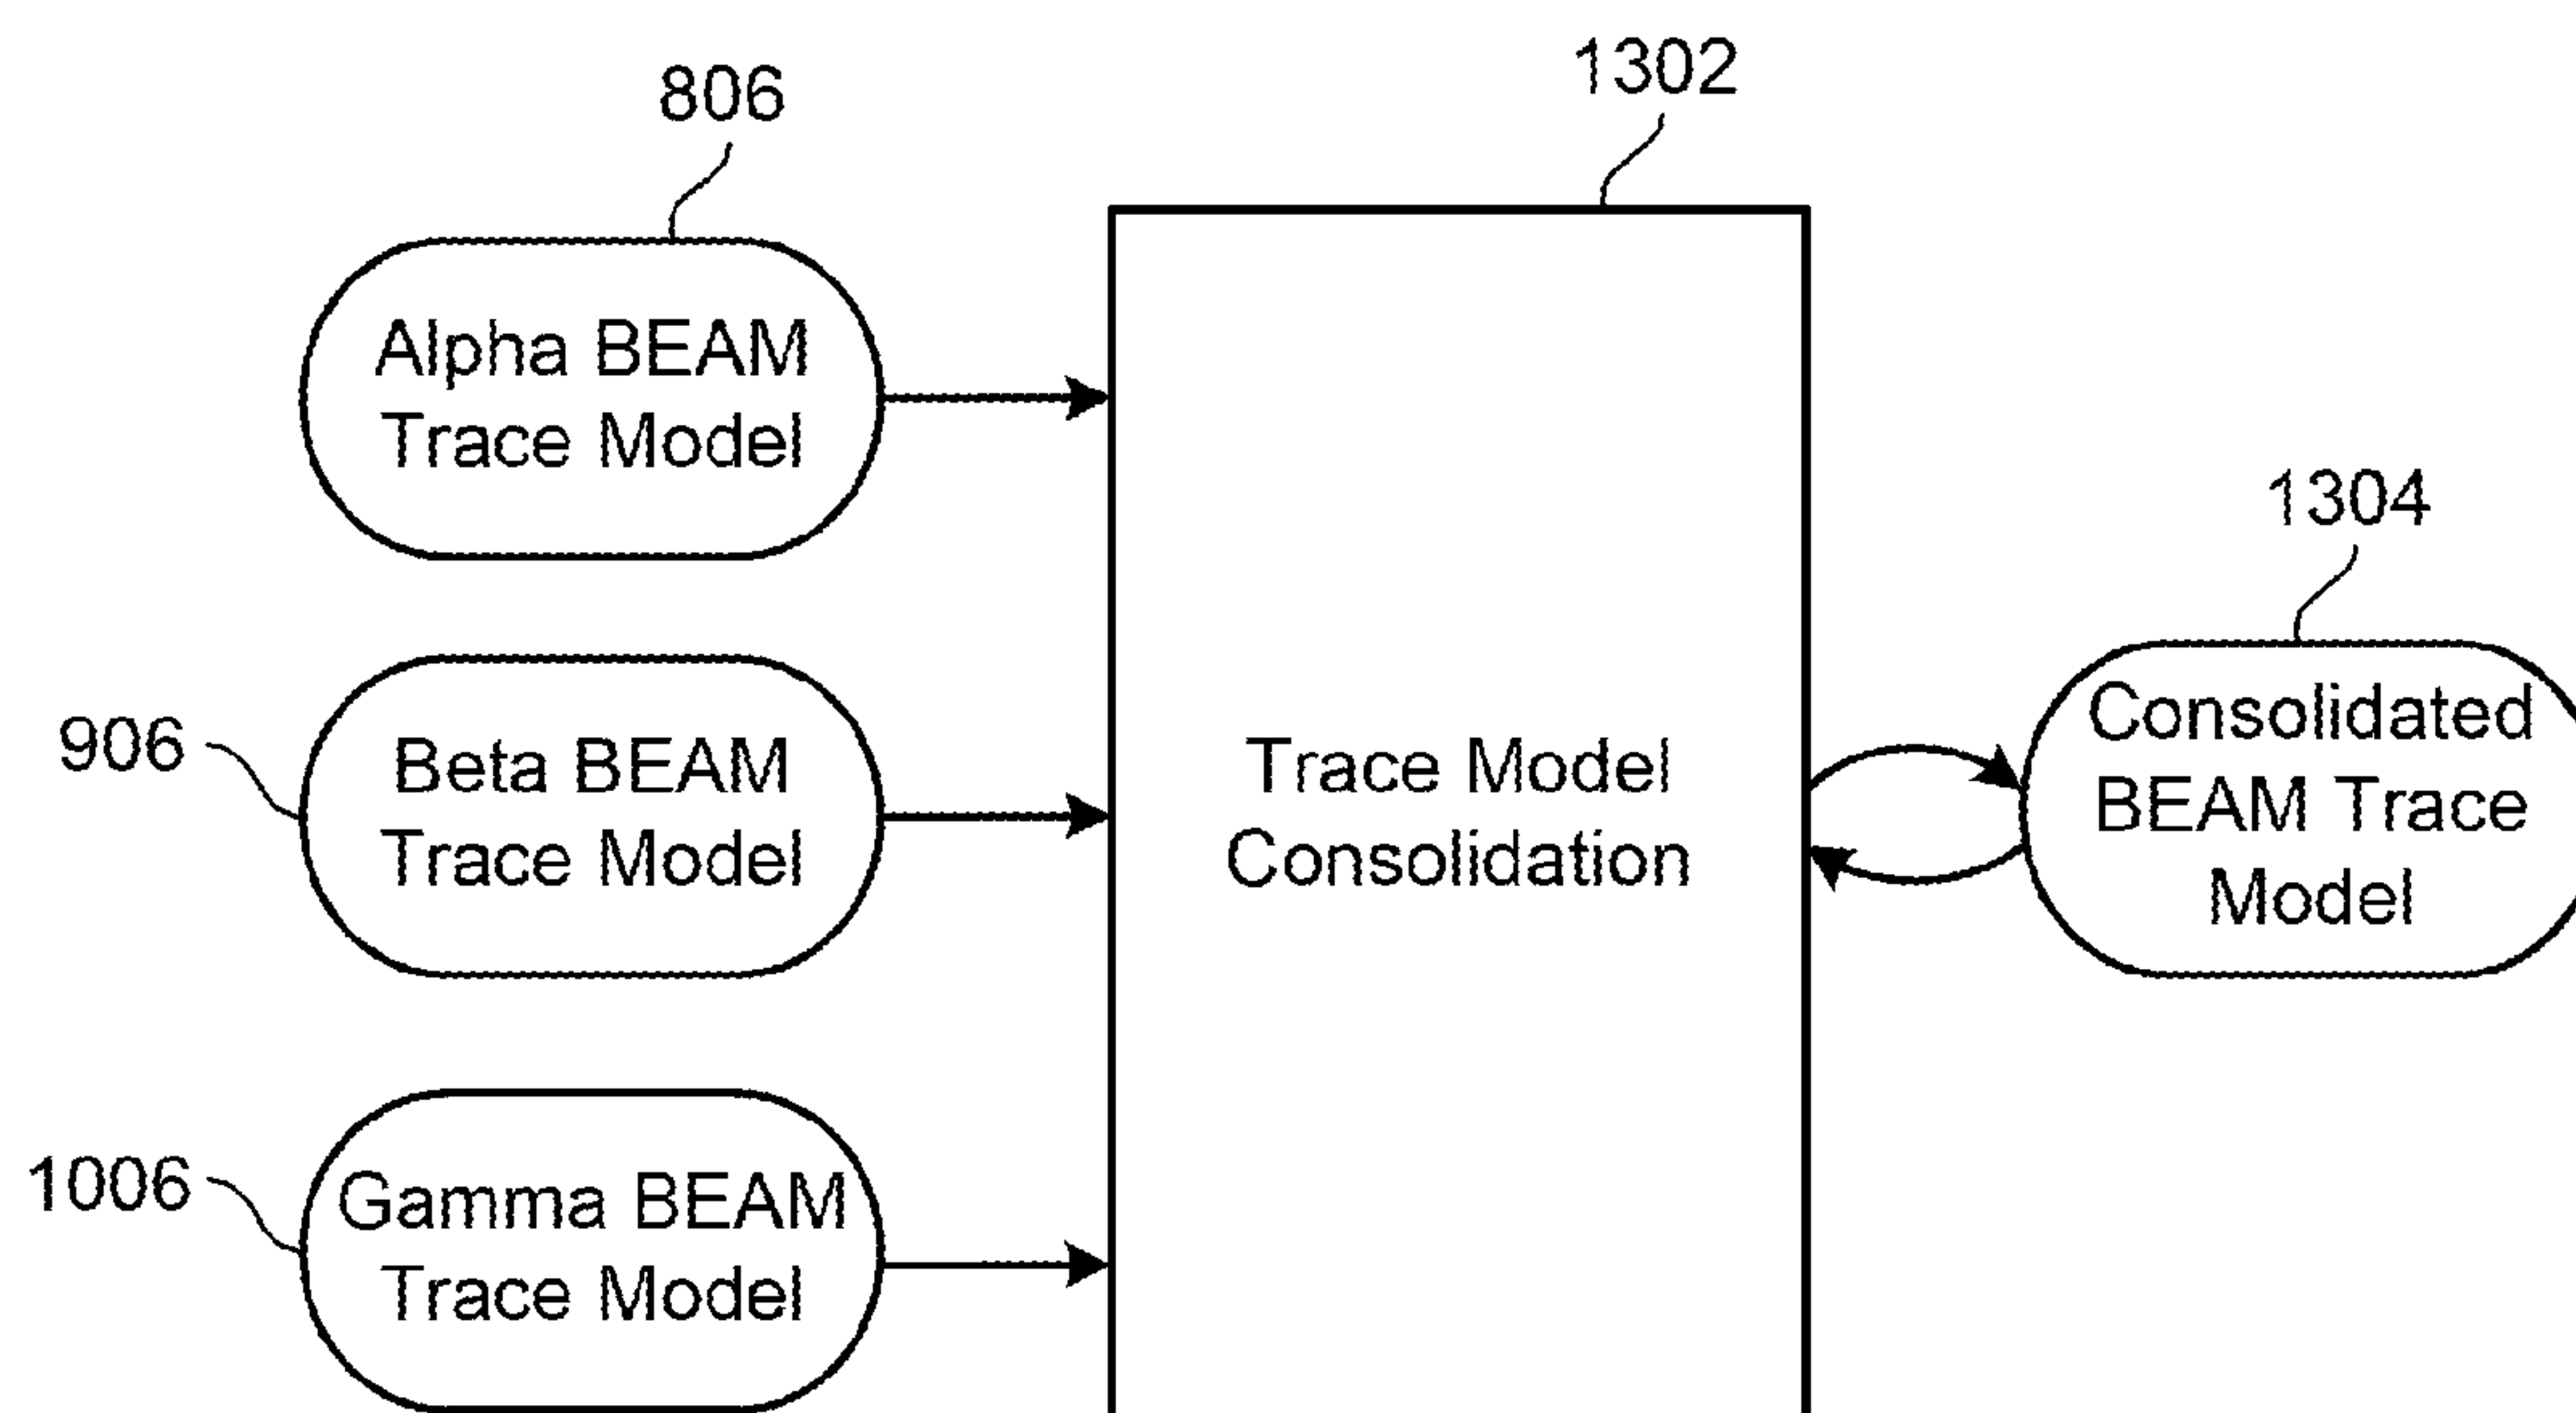 806
1302
Alpha BEAM
Trace Model
1304
906
Beta BEAM
Trace Model
Trace Model
Consolidation
Consolidated
BEAM Trace
Model
1006
Gamma BEAM
Trace Model